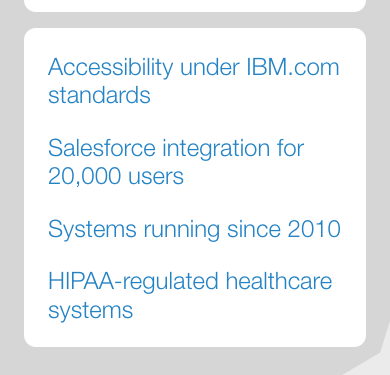 Accessibility under IBM.com
standards
Salesforce integration for
20,000 users
Systems running since 2010
HIPAA-regulated healthcare
systems